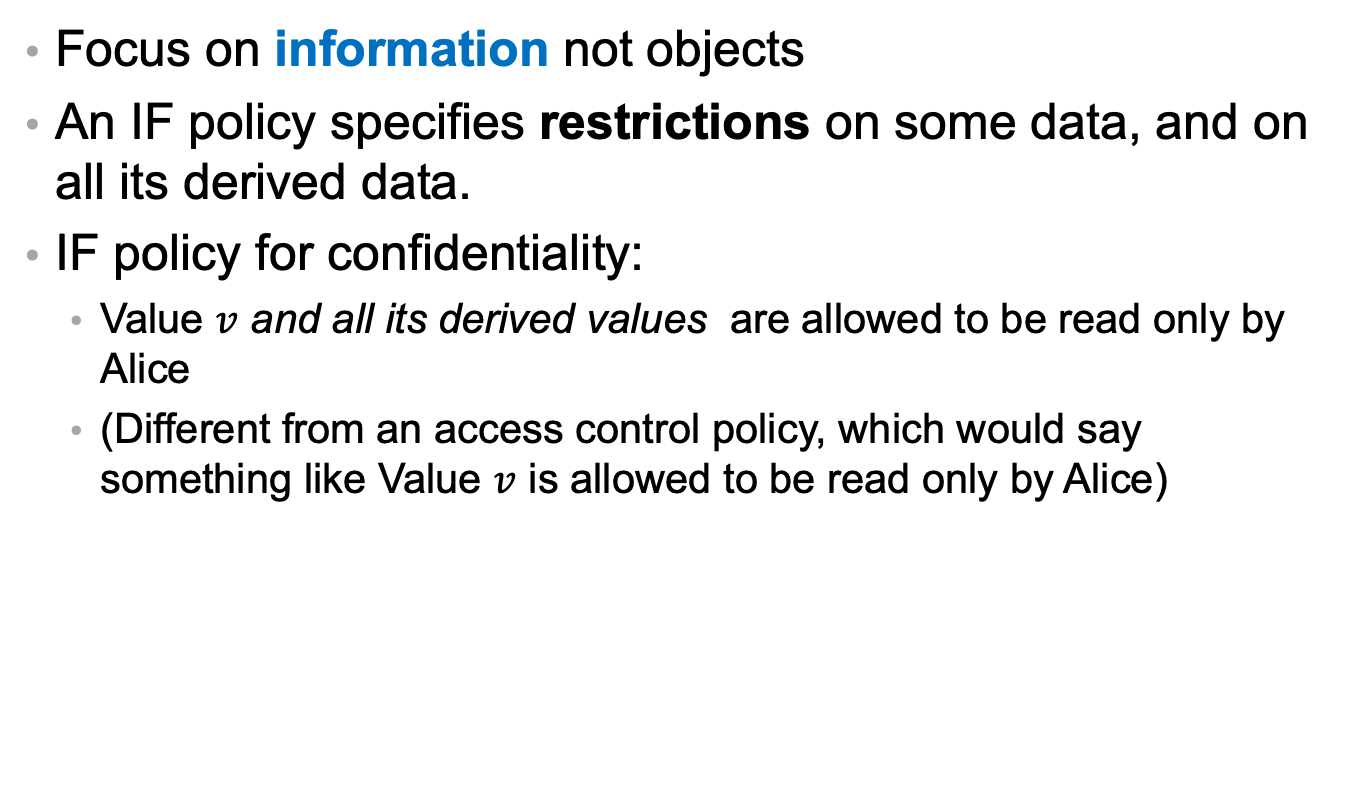 • Focus on information not objects
• An IF policy specifies restrictions on some data, and on
all its derived data.
• IF policy for confidentiality:
• Value 𝑣 and all its derived values are allowed to be read only by
Alice
• (Different from an access control policy, which would say
something like Value 𝑣 is allowed to be read only by Alice)